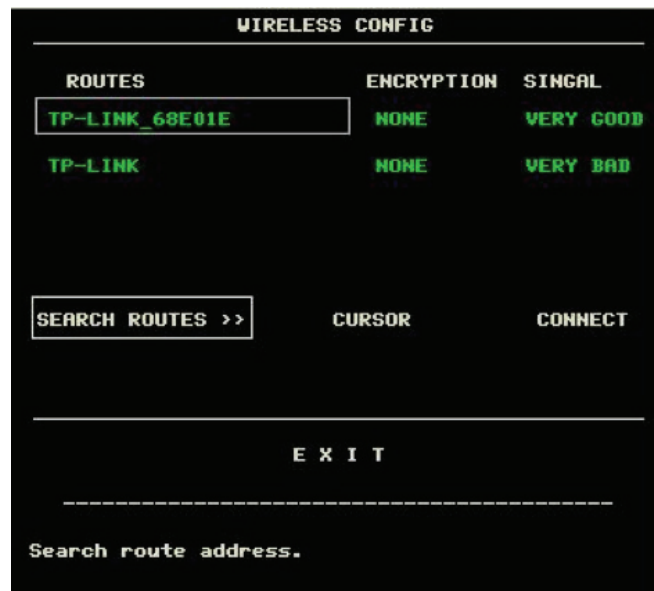 WIRELESS CONFIG
ROUTES ENCRYPTION SINGAL
TP-LINK_68E01E NONE VERY GOOD
TP-LINK NONE VERY BAD
SEARCH ROUTES >> CURSOR CONNECT
E X I T
Search route address.